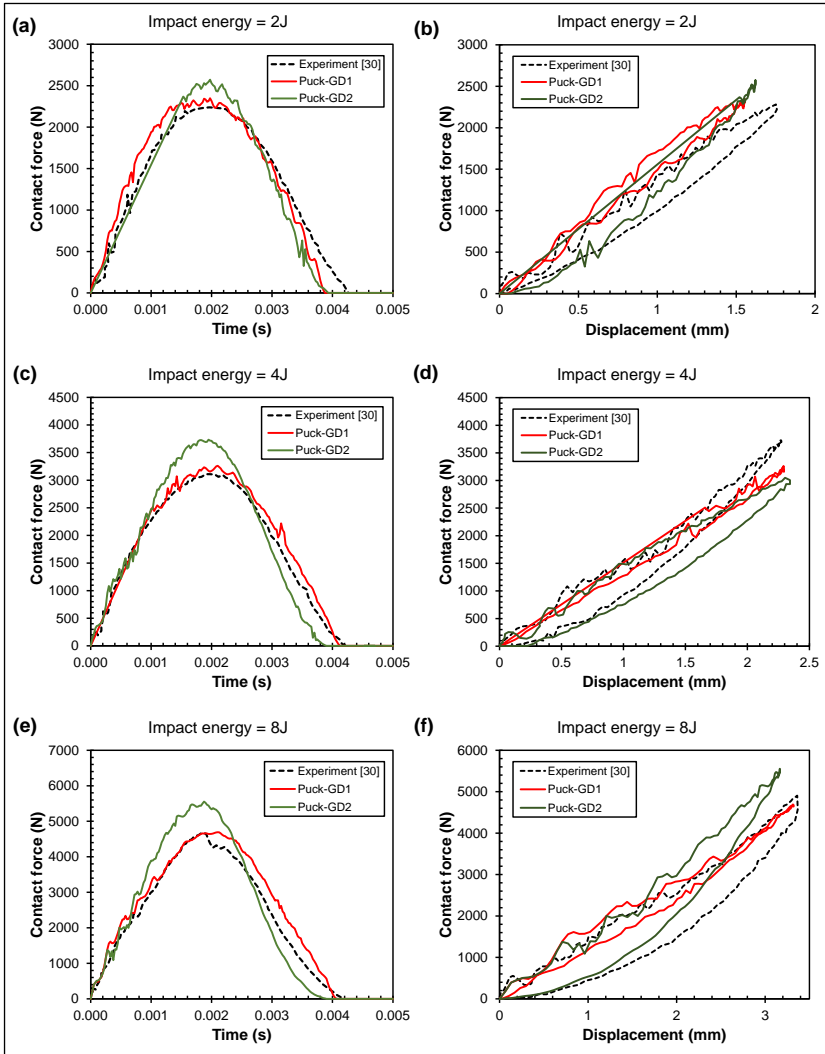 (a) Impact energy = 2J
3000
2500
2000
1500
1000
500
0
Contact force (N)
Experiment [30]
Puck-GD1
Puck-GD2
0.000 0.001 0.002 0.003 0.004 0.005
Time (s)
(b) Impact energy = 2J
3000
2500
2000
1500
1000
500
0
Contact force (N)
Experiment [30]
Puck-GD1
Puck-GD2
0 0.5 1 1.5 2
Displacement (mm)
(c) Impact energy = 4J
4500
4000
3500
3000
2500
2000
1500
1000
500
0
Contact force (N)
Experiment [30]
Puck-GD1
Puck-GD2
0.000 0.001 0.002 0.003 0.004 0.005
Time (s)
(d) Impact energy = 4J
4500
4000
3500
3000
2500
2000
1500
1000
500
0
Contact force (N)
Experiment [30]
Puck-GD1
Puck-GD2
0 0.5 1 1.5 2 2.5
Displacement (mm)
(e) Impact energy = 8J
7000
6000
5000
4000
3000
2000
1000
0
Contact force (N)
Experiment [30]
Puck-GD1
Puck-GD2
0.000 0.001 0.002 0.003 0.004 0.005
Time (s)
(f) Impact energy = 8J
6000
5000
4000
3000
2000
1000
0
Contact force (N)
Experiment [30]
Puck-GD1
Puck-GD2
0 1 2 3
Displacement (mm)